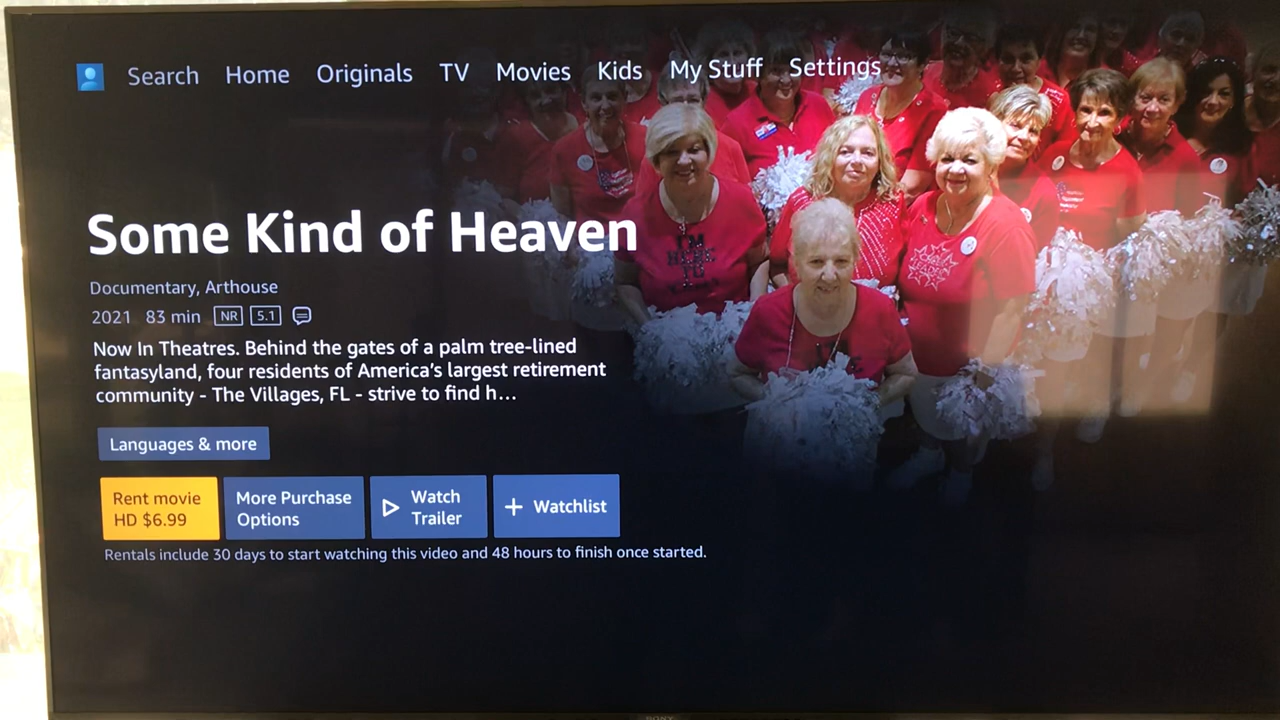 Search Home Originals TV Movies Kids My Stuff Settings
Some Kind of Heaven
Documentary, Arthouse
2021 83 min NR 5.1
Now In Theatres. Behind the gates of a palm tree-lined
fantasyland, four residents of America's largest retirement
community - The Villages, FL - strive to find h...
Languages & more
Rent movie
HD $6.99
More Purchase
Options
Watch
Trailer
+ Watchlist
Rentals include 30 days to start watching this video and 48 hours to finish once started.
I'M
HERE
TO
SONY